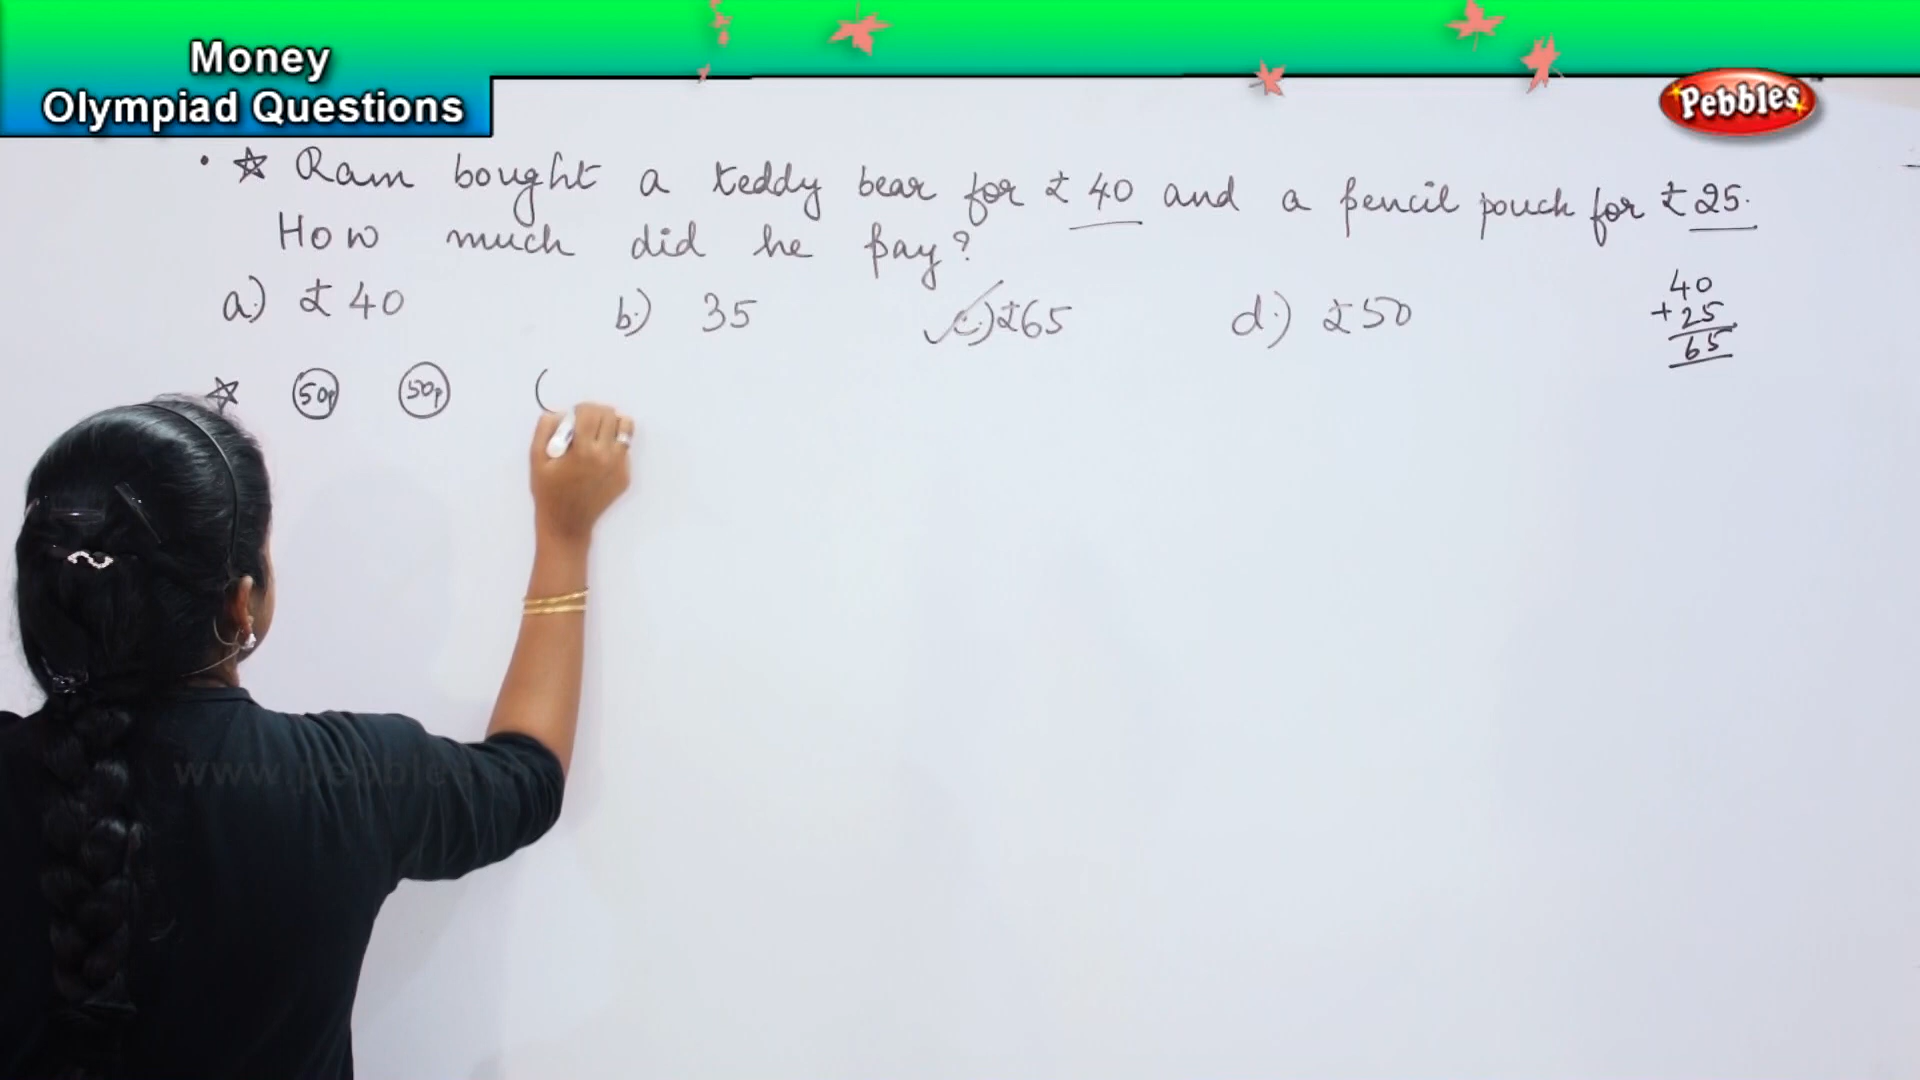 Money
Olympiad Questions
Pebbles
☆ Ram bought a teddy bear for ₹ 40 and a pencil pouch for ₹ 25.
How much did he pay?
a.) ₹ 40 b.) 35 c.) ₹65 d.) ₹50
40
+25
65
☆ 50p 50p